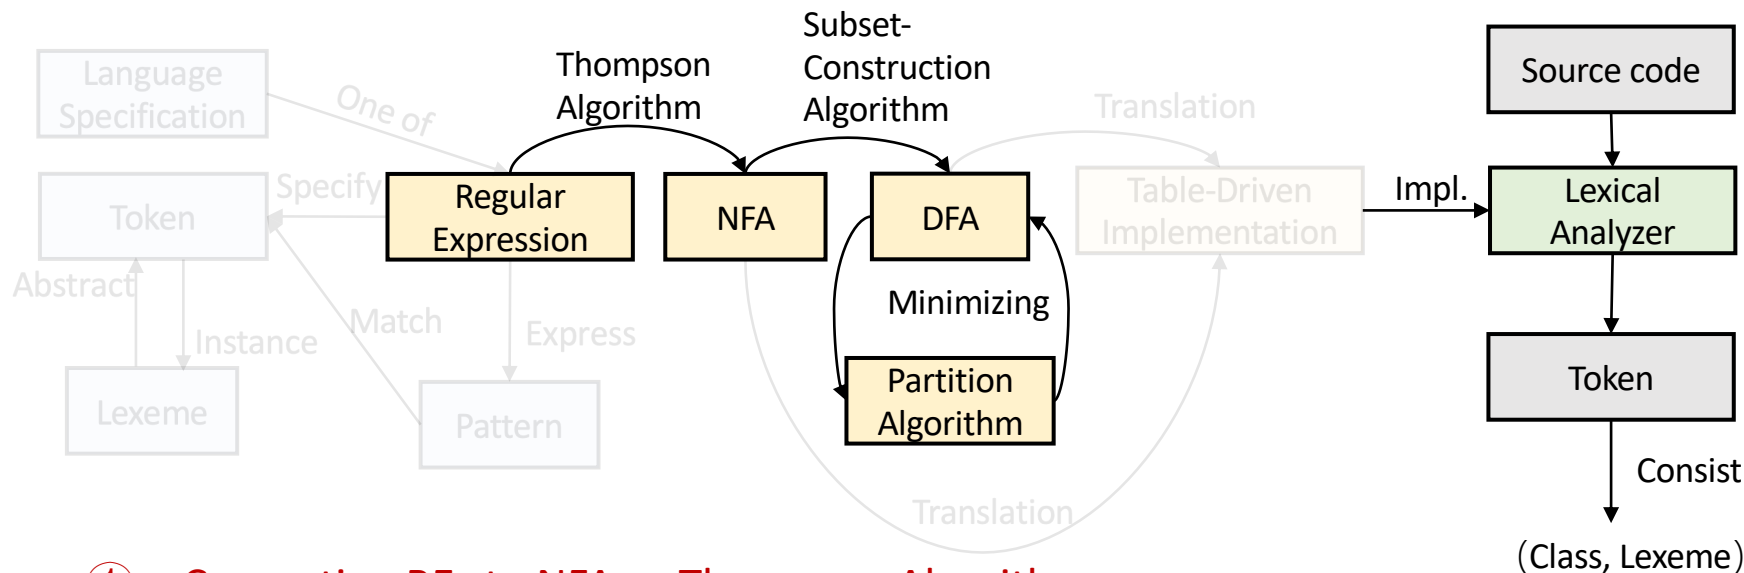 Subset-
Construction
Algorithm
Thompson
Algorithm
Language
Specification
One of
Translation
Source code
Specify
Token
Regular
Expression
NFA
DFA
Table-Driven
Implementation
Impl.
Lexical
Analyzer
Abstract
Instance
Match
Express
Minimizing
Lexeme
Pattern
Partition
Algorithm
Token
Translation
Consist
(Class, Lexeme)